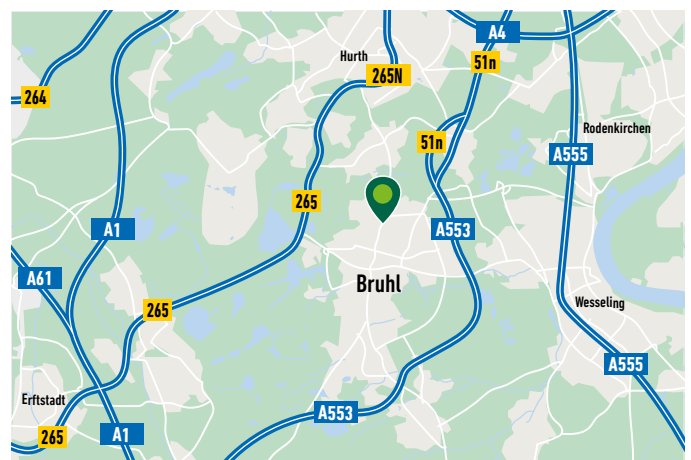 A4
Hurth
51n
265N
264
Rodenkirchen
51n
A555
265
A1
A553
A61
Bruhl
Wesseling
265
A555
Erftstadt
A553
A1
265